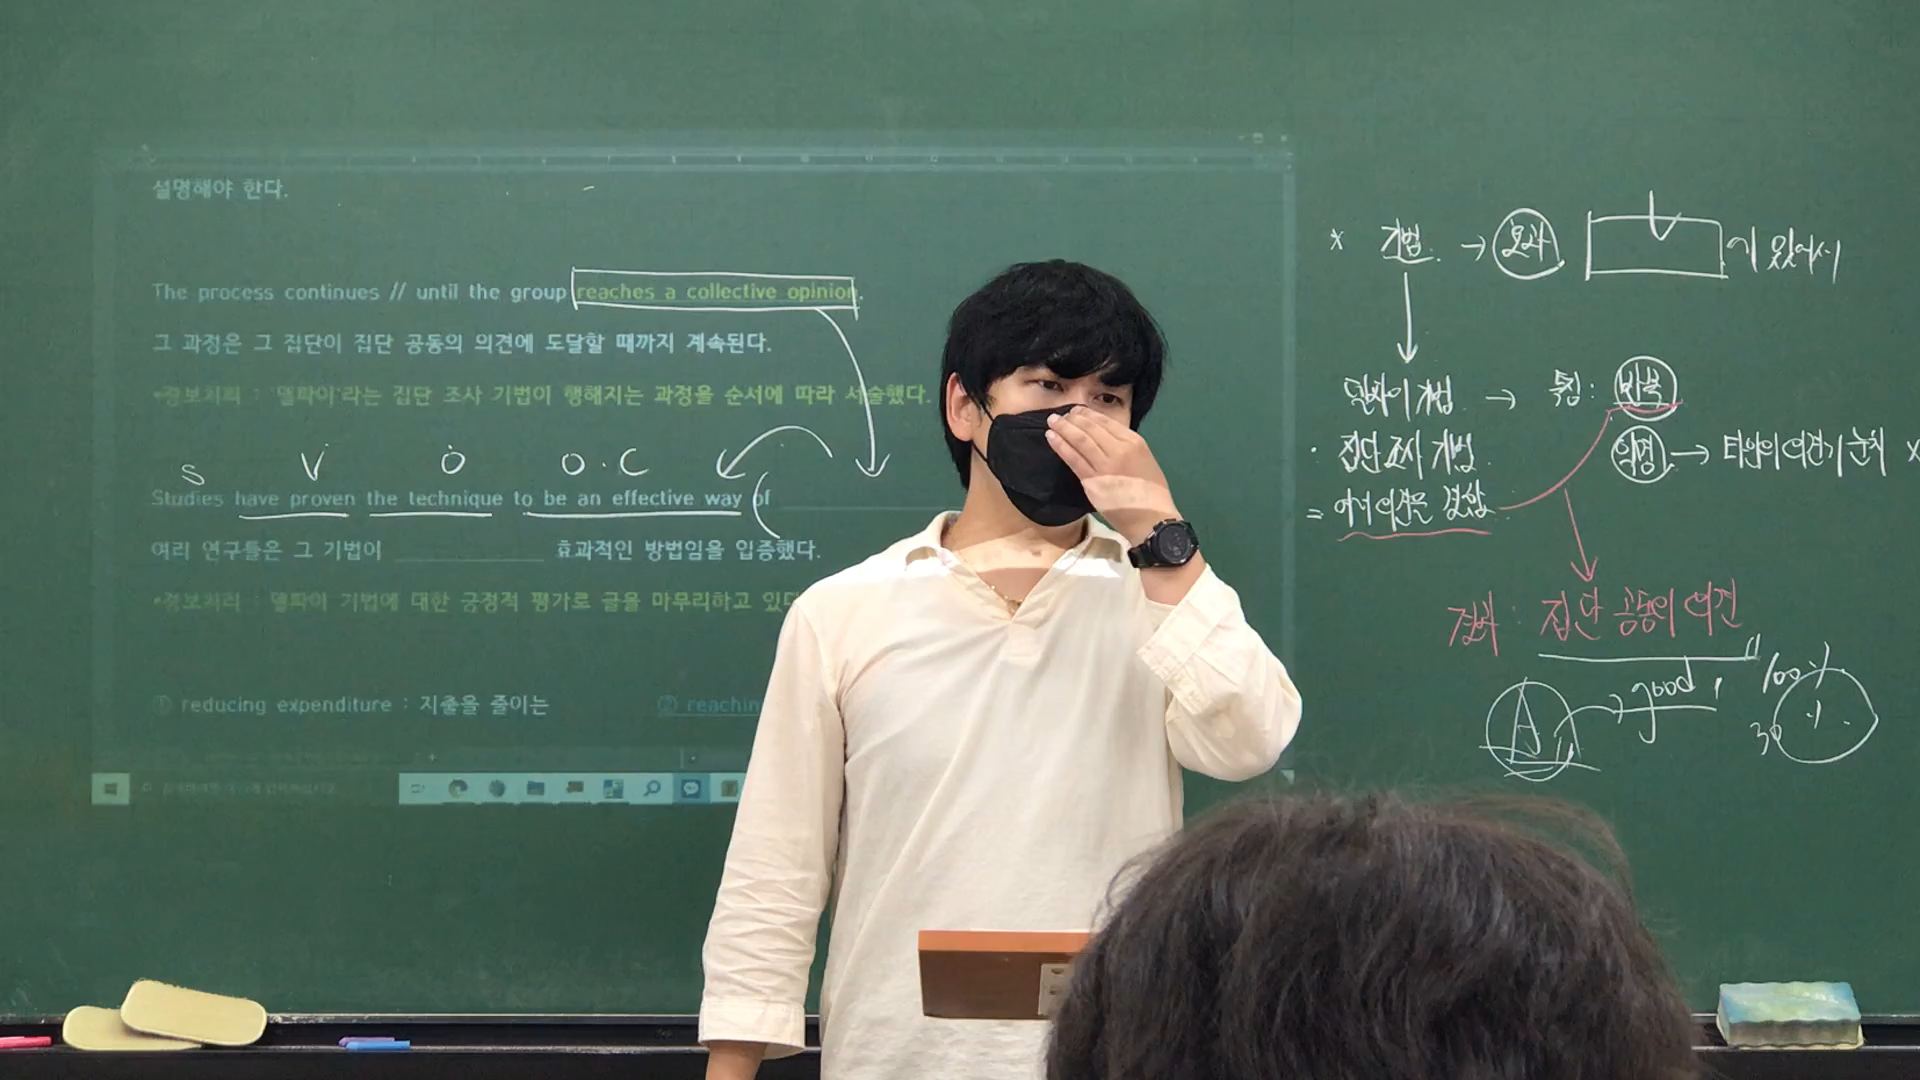 설명해야 한다.
The process continues // until the group reaches a collective opinion.
그 과정은 그 집단이 집단 공동의 의견에 도달할 때까지 계속된다.
*정보처리 : '델파이'라는 집단 조사 기법이 행해지는 과정을 순서에 따라 서술했다.
S V O O.C
Studies have proven the technique to be an effective way of
여러 연구들은 그 기법이 ____________ 효과적인 방법임을 입증했다.
*정보처리 : 델파이 기법에 대한 긍정적 평가로 글을 마무리하고 있다
① reducing expenditure : 지출을 줄이는 ② reachin
* 기법. → 효과
델파이 기법 → 특징 : 반복
· 집단 조사 기법. 익명 → 타인의 의견 눈치 x
= 여러 의견을 결합
결과 : 집단 공동의 의견
A → good, 100%
30%